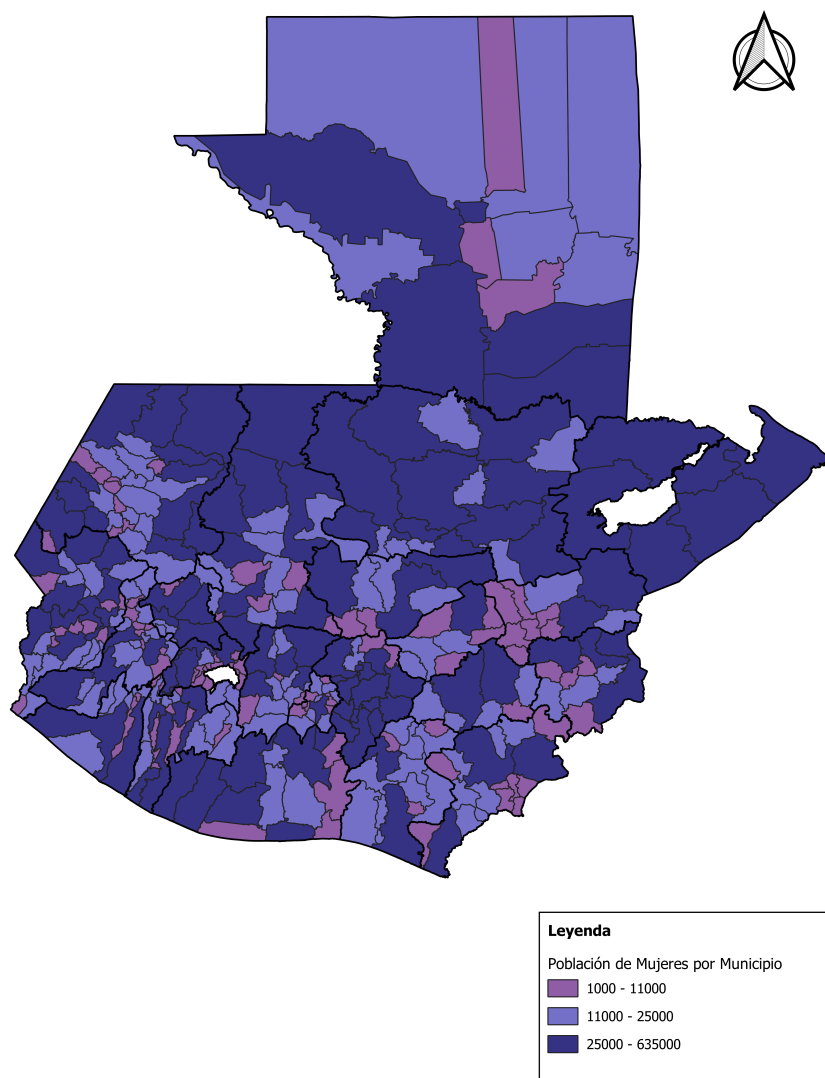 Leyenda
Población de Mujeres por Municipio
1000 - 11000
11000 - 25000
25000 - 635000